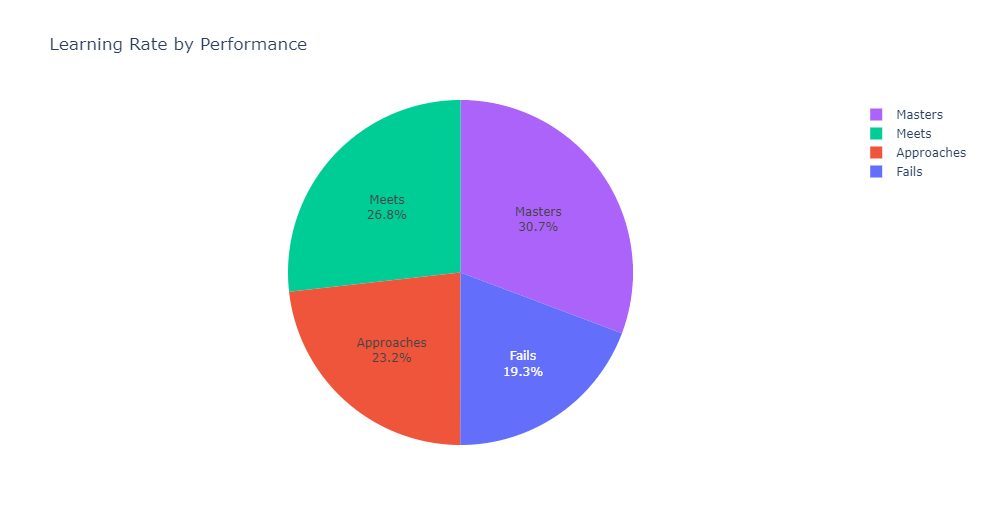 Learning Rate by Performance
Masters
Meets
Approaches
Fails
Meets
26.8%
Masters
30.7%
Approaches
23.2%
Fails
19.3%